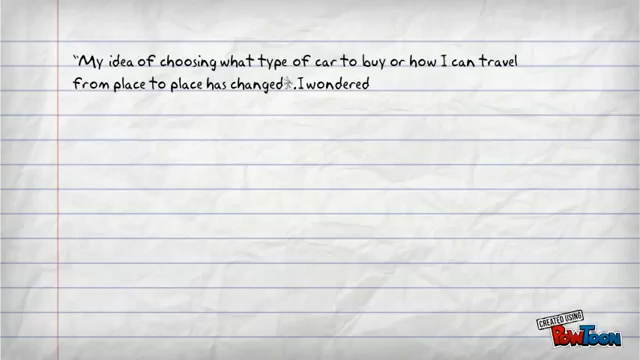 “My idea of choosing what type of car to buy or how I can travel
from place to place has changed .I wondered
CREATED USING
POWTOON